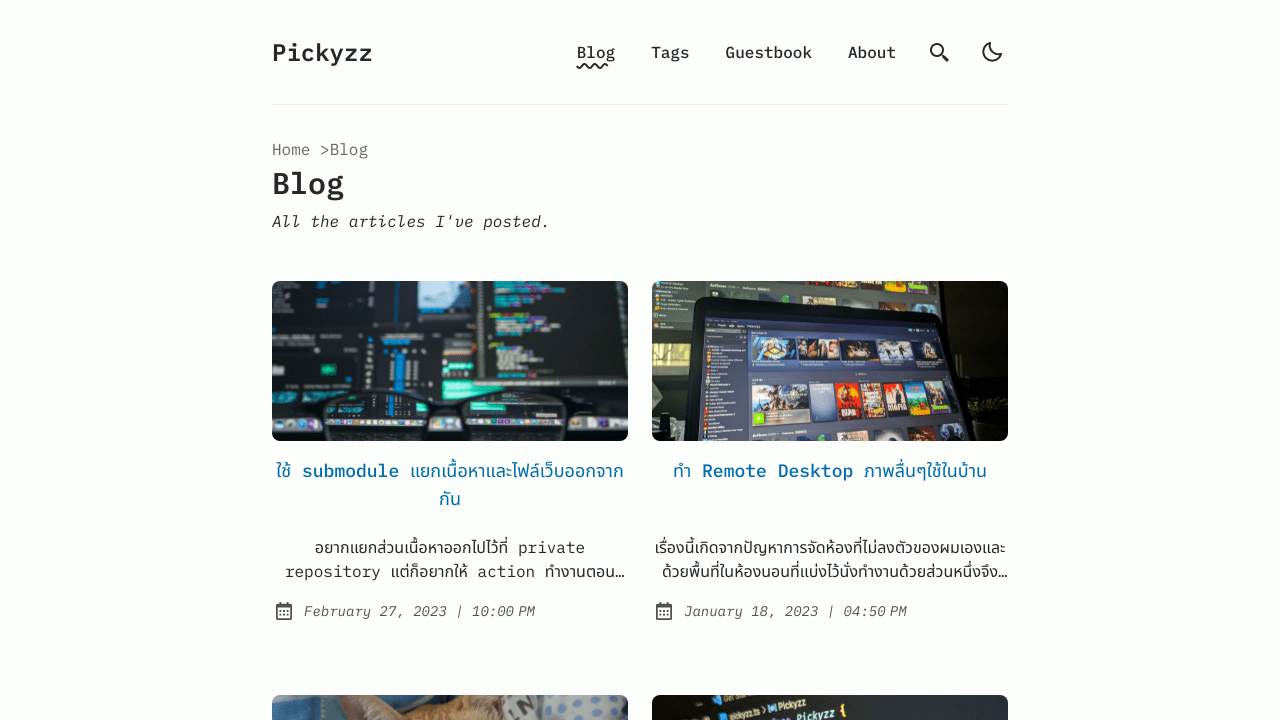 Pickyzz
Blog
Tags
Guestbook
About
Home >Blog
Blog
All the articles I've posted.
ใช้ submodule แยกเนื้อหาและไฟล์เว็บออกจาก
กัน
อยากแยกส่วนเนื้อหาออกไปไว้ที่ private
repository แต่ก็อยากให้ action ทำงานตอน…
February 27, 2023 | 10:00 PM
ทำ Remote Desktop ภาพลื่นๆใช้ในบ้าน
เรื่องนี้เกิดจากปัญหาการจัดห้องที่ไม่ลงตัวของผมเองและ
ด้วยพื้นที่ในห้องนอนที่แบ่งไว้นั่งทำงานด้วยส่วนหนึ่งจึง…
January 18, 2023 | 04:50 PM
pickyzz.ts > Pickyzz
Pickyzz {